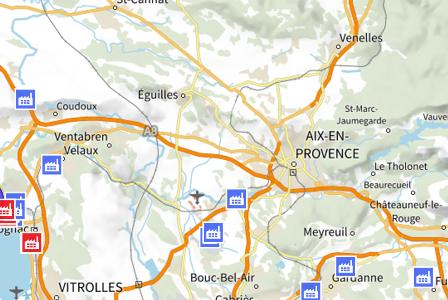 St-Cannat
Venelles
Éguilles
Coudoux
St-Marc-
Jaumegarde
A8
AIX-EN-
PROVENCE
Ventabren
Velaux
Le Tholonet
Beaurecueil
Châteauneuf-le-
Rouge
Meyreuil
VITROLLES
Bouc-Bel-Air
Gardanne
Cabriès